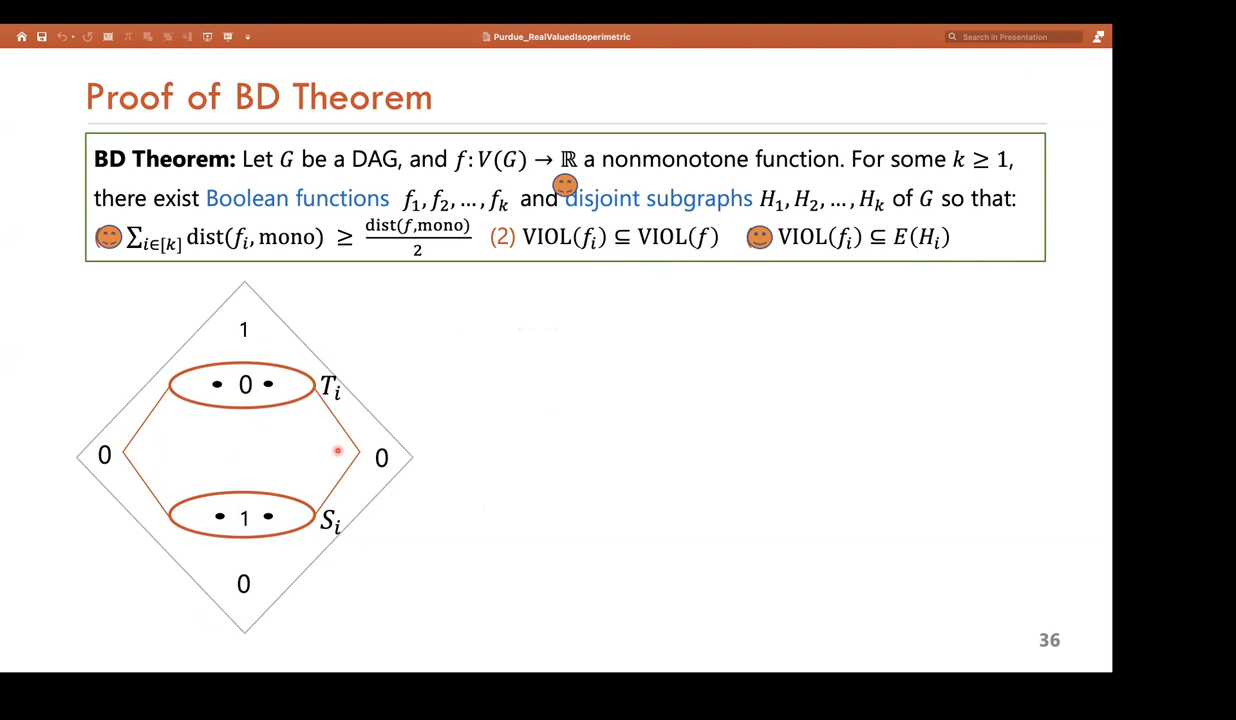 Purdue_RealValuedIsoperimetric
Search in Presentation
Proof of BD Theorem
BD Theorem: Let G be a DAG, and f: V(G) → ℝ a nonmonotone function. For some k ≥ 1,
there exist Boolean functions f₁, f₂, …, fₖ and disjoint subgraphs H₁, H₂, …, Hₖ of G so that:
∑_{i∈[k]} dist(fᵢ, mono) ≥ dist(f,mono)/2 (2) VIOL(fᵢ) ⊆ VIOL(f) VIOL(fᵢ) ⊆ E(Hᵢ)
1
0 Tᵢ
0 0
1 Sᵢ
0
36